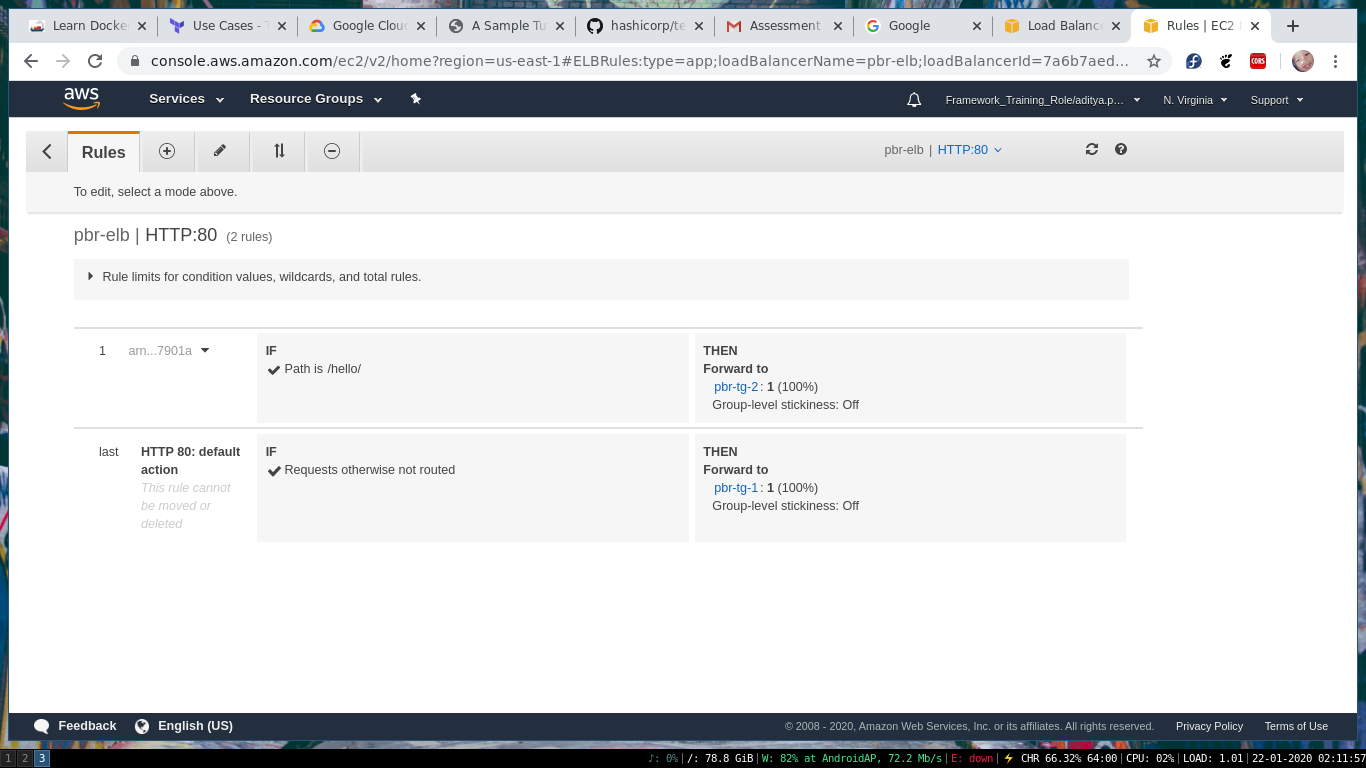 Learn Docke
Use Cases - T
Google Clou
A Sample Tu
hashicorp/te
Assessment
Google
Load Balance
Rules | EC2
console.aws.amazon.com/ec2/v2/home?region=us-east-1#ELBRules:type=app;loadBalancerName=pbr-elb;loadBalancerId=7a6b7aed...
CORS
aws
Services
Resource Groups
Framework_Training_Role/aditya.p...
N. Virginia
Support
Rules
pbr-elb | HTTP:80
To edit, select a mode above.
pbr-elb | HTTP:80 (2 rules)
Rule limits for condition values, wildcards, and total rules.
1 arn...7901a
IF
Path is /hello/
THEN
Forward to
pbr-tg-2: 1 (100%)
Group-level stickiness: Off
last
HTTP 80: default
action
This rule cannot
be moved or
deleted
IF
Requests otherwise not routed
THEN
Forward to
pbr-tg-1: 1 (100%)
Group-level stickiness: Off
Feedback
English (US)
© 2008 - 2020, Amazon Web Services, Inc. or its affiliates. All rights reserved.
Privacy Policy
Terms of Use
1 2 3
♪: 0%|/: 78.8 GiB|W: 82% at AndroidAP, 72.2 Mb/s|E: down|⚡ CHR 66.32% 64:00|CPU: 02%|LOAD: 1.01|22-01-2020 02:11:57